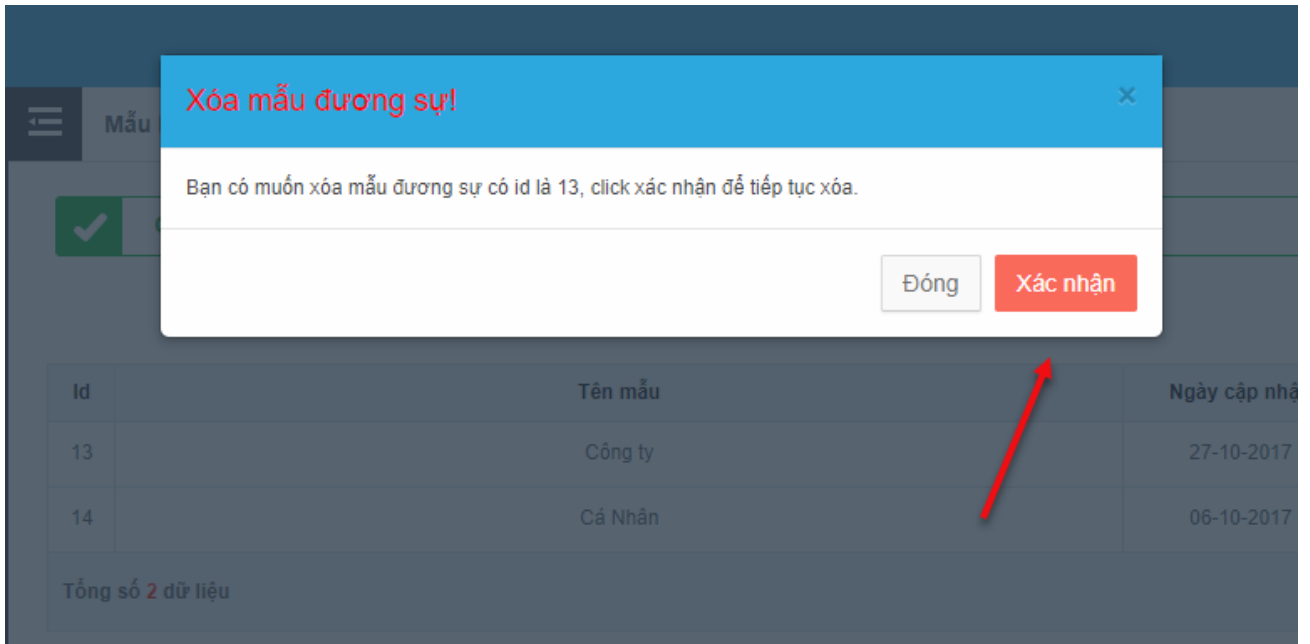 Xóa mẫu đương sự!
×
Mẫu
Bạn có muốn xóa mẫu đương sự có id là 13, click xác nhận để tiếp tục xóa.
Đóng Xác nhận
Id Tên mẫu Ngày cập nhậ
13 Công ty 27-10-2017
14 Cá Nhân 06-10-2017
Tổng số 2 dữ liệu